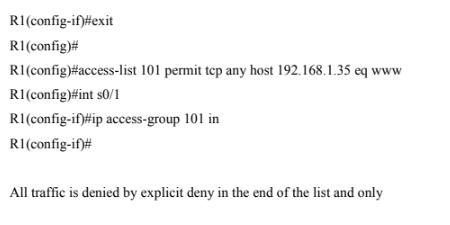 R1(config-if)#exit
R1(config)#
R1(config)#access-list 101 permit tcp any host 192.168.1.35 eq www
R1(config)#int s0/1
R1(config-if)#ip access-group 101 in
R1(config-if)#
All traffic is denied by explicit deny in the end of the list and only